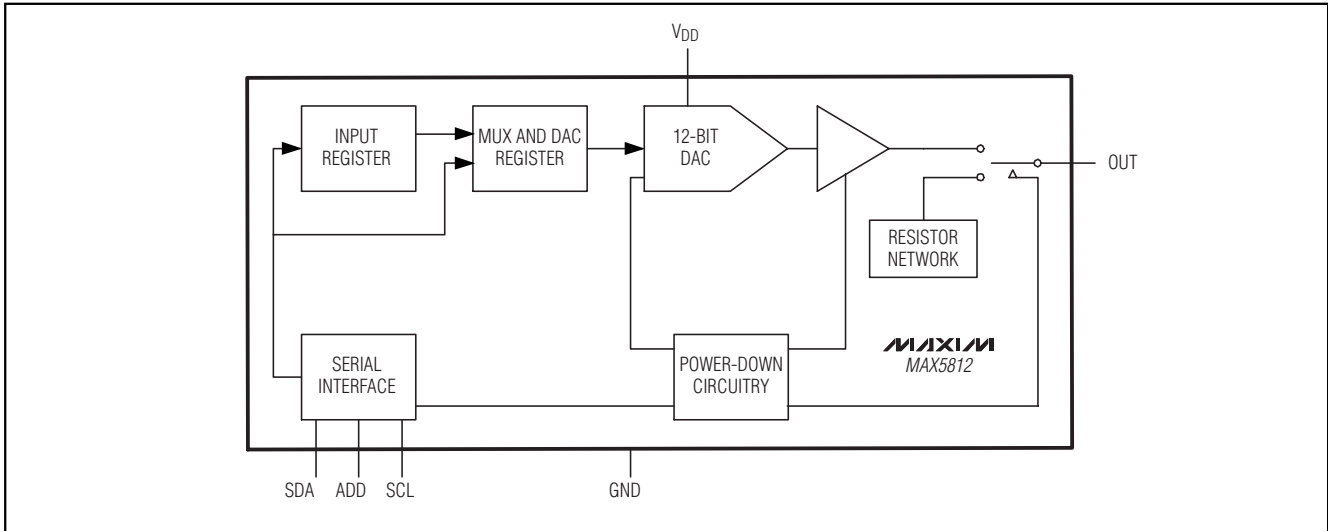 VDD
INPUT
REGISTER
MUX AND DAC
REGISTER
12-BIT
DAC
OUT
RESISTOR
NETWORK
SERIAL
INTERFACE
POWER-DOWN
CIRCUITRY
MAXIM
MAX5812
SDA
ADD
SCL
GND